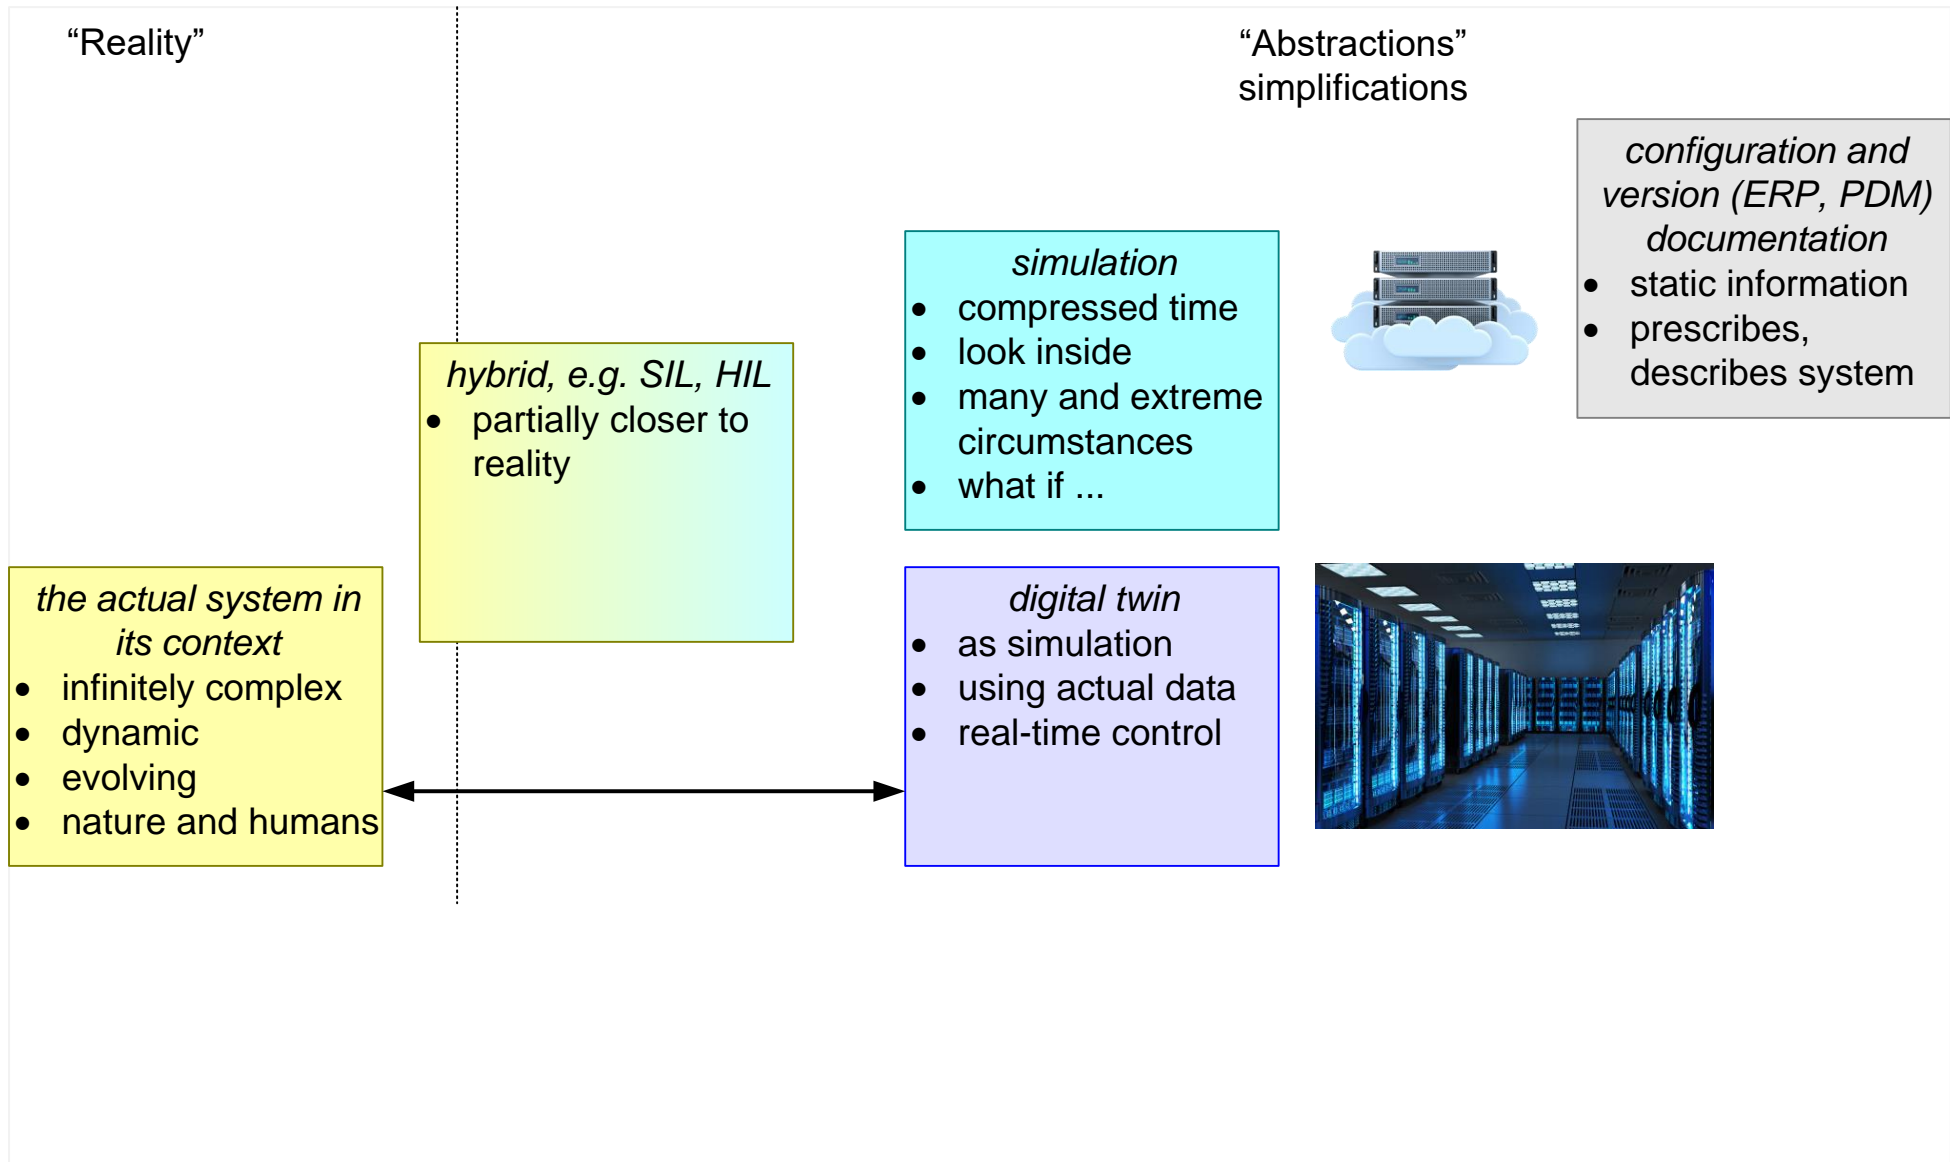 “Reality”
“Abstractions”
simplifications
configuration and
version (ERP, PDM)
documentation
• static information
• prescribes,
describes system
simulation
• compressed time
• look inside
• many and extreme
circumstances
• what if ...
hybrid, e.g. SIL, HIL
• partially closer to
reality
the actual system in
its context
• infinitely complex
• dynamic
• evolving
• nature and humans
digital twin
• as simulation
• using actual data
• real-time control